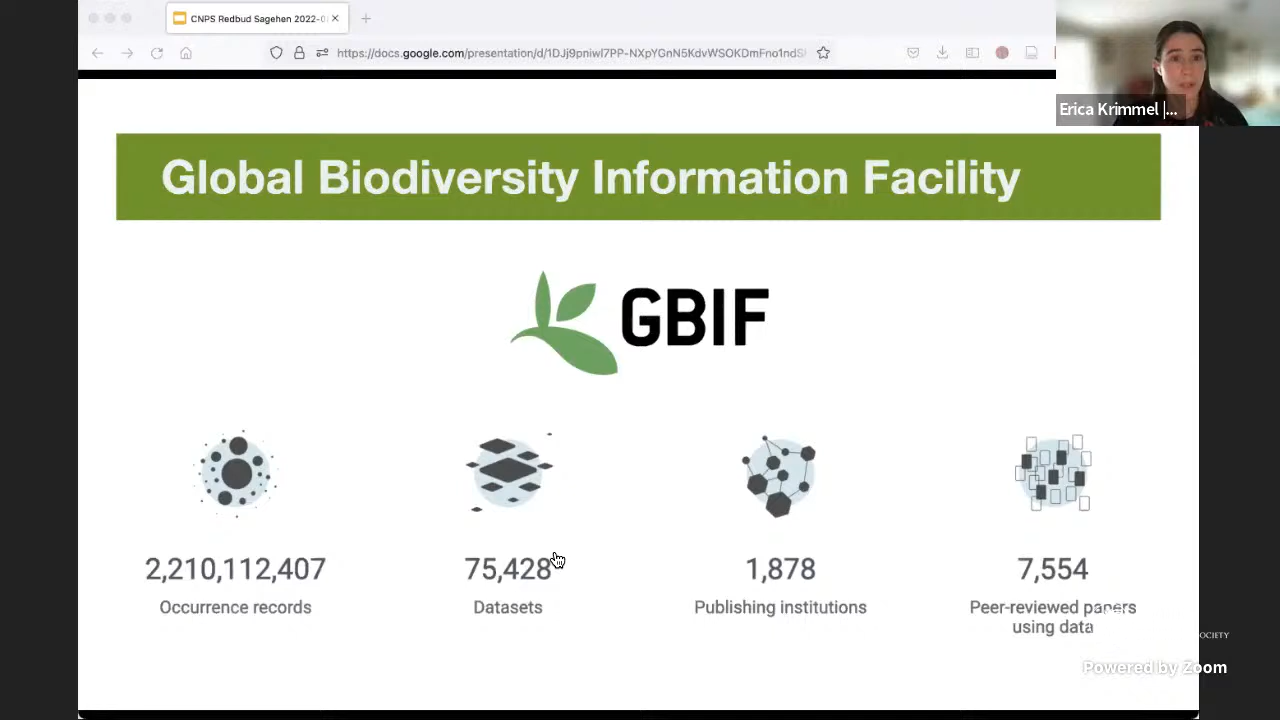 CNPS Redbud Sagehen 2022-0
https://docs.google.com/presentation/d/1DJj9pniwI7PP-NXpYGnN5KdvWSOKDmFno1ndS
Erica Krimmel |...
Global Biodiversity Information Facility
GBIF
2,210,112,407
Occurrence records
75,428
Datasets
1,878
Publishing institutions
7,554
Peer-reviewed papers
using data
OCIETY
Powered by Zoom